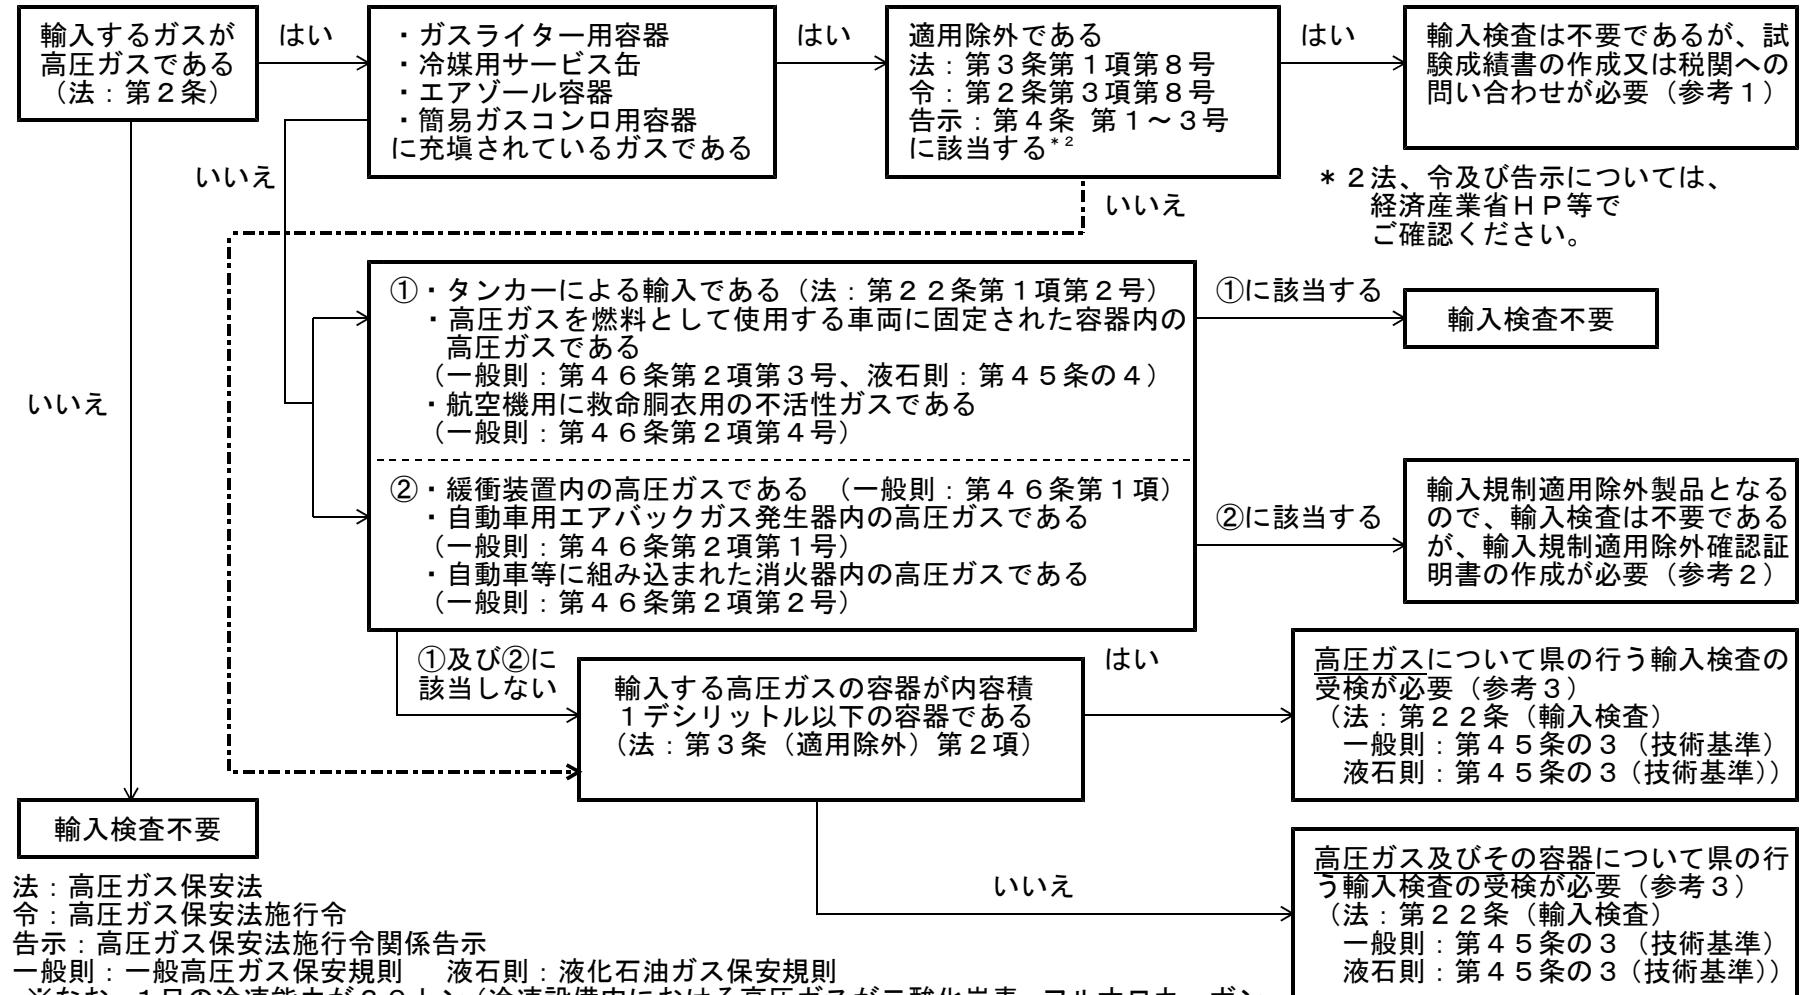 輸入するガスが
高圧ガスである
(法:第2条)
はい
・ガスライター用容器
・冷媒用サービス缶
・エアゾール容器
・簡易ガスコンロ用容器
に充塡されているガスである
はい
適用除外である
法:第3条第1項第8号
令:第2条第3項第8号
告示:第4条 第1~3号
に該当する*2
はい
輸入検査は不要であるが、試
験成績書の作成又は税関への
問い合わせが必要(参考1)
いいえ
いいえ
*2法、令及び告示については、
経済産業省HP等で
ご確認ください。
①・タンカーによる輸入である(法:第22条第1項第2号)
・高圧ガスを燃料として使用する車両に固定された容器内の
高圧ガスである
(一般則:第46条第2項第3号、液石則:第45条の4)
・航空機用に救命胴衣用の不活性ガスである
(一般則:第46条第2項第4号)
①に該当する
輸入検査不要
いいえ
②・緩衝装置内の高圧ガスである (一般則:第46条第1項)
・自動車用エアバックガス発生器内の高圧ガスである
(一般則:第46条第2項第1号)
・自動車等に組み込まれた消火器内の高圧ガスである
(一般則:第46条第2項第2号)
②に該当する
輸入規制適用除外製品となる
ので、輸入検査は不要である
が、輸入規制適用除外確認証
明書の作成が必要(参考2)
①及び②に
該当しない
輸入する高圧ガスの容器が内容積
1デシリットル以下の容器である
(法:第3条(適用除外)第2項)
はい
高圧ガスについて県の行う輸入検査の
受検が必要(参考3)
(法:第22条(輸入検査)
一般則:第45条の3(技術基準)
液石則:第45条の3(技術基準))
輸入検査不要
いいえ
高圧ガス及びその容器について県の行
う輸入検査の受検が必要(参考3)
(法:第22条(輸入検査)
一般則:第45条の3(技術基準)
液石則:第45条の3(技術基準))
法:高圧ガス保安法
令:高圧ガス保安法施行令
告示:高圧ガス保安法施行令関係告示
一般則:一般高圧ガス保安規則 液石則:液化石油ガス保安規則